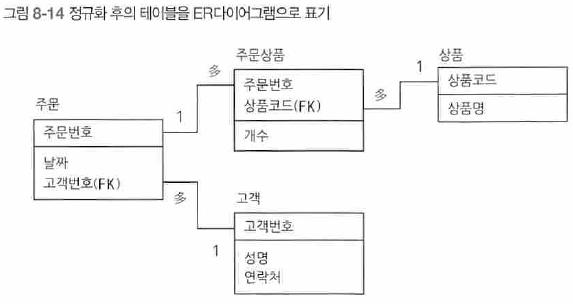 그림 8-14 정규화 후의 테이블을 ER다이어그램으로 표기
주문상품
주문번호
상품코드(FK)
개수
상품
상품코드
상품명
주문
주문번호
날짜
고객번호(FK)
고객
고객번호
성명
연락처
1
多
多
1
多
1